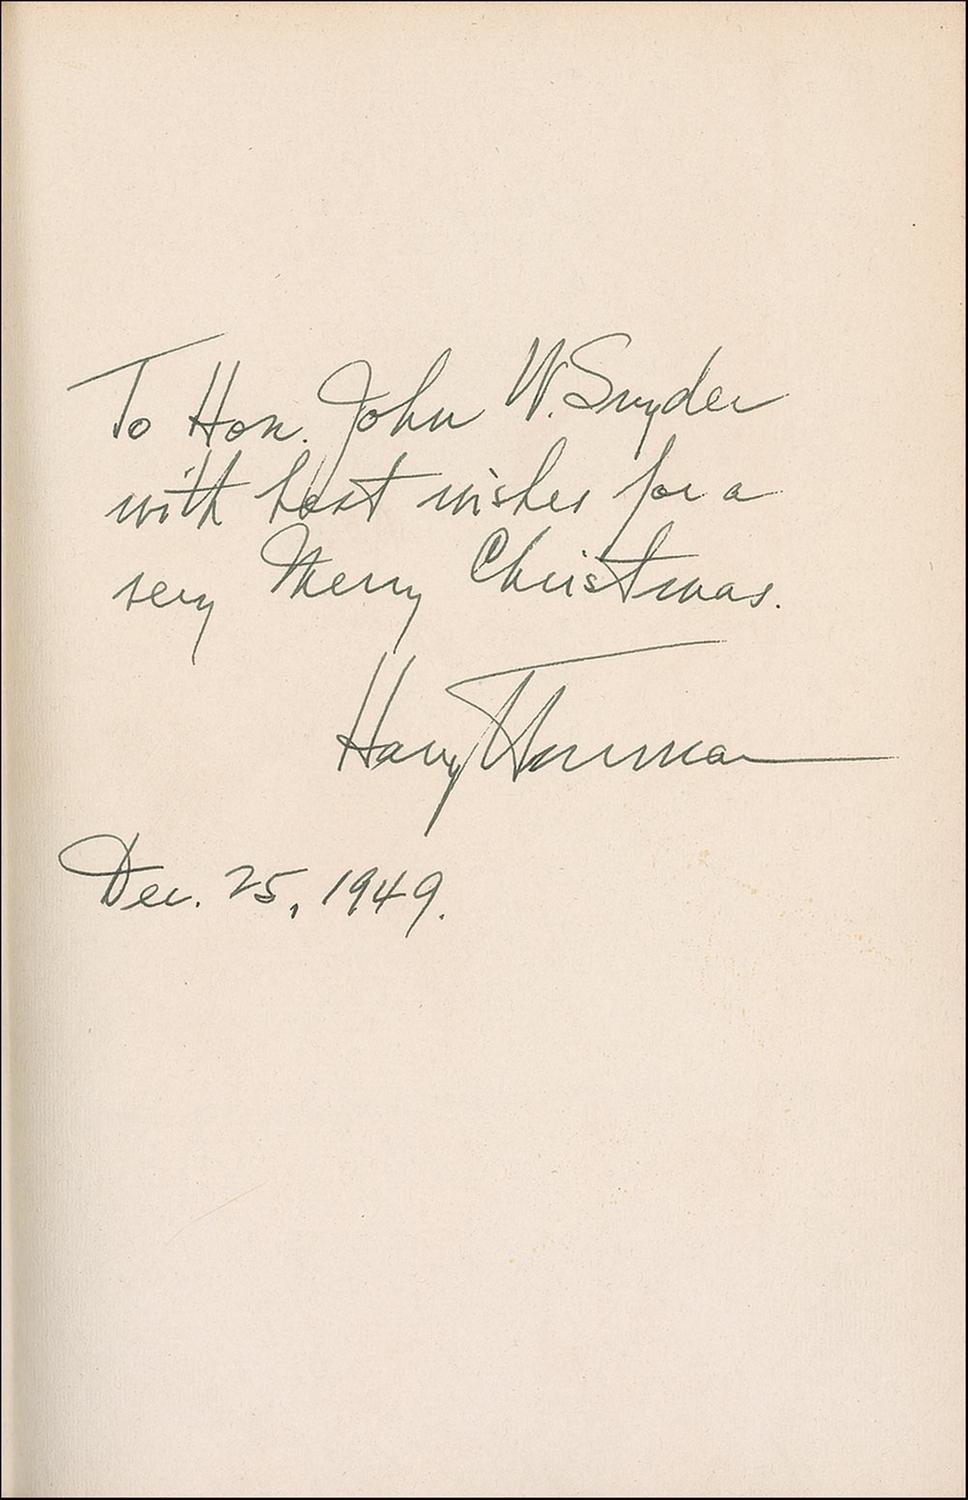 To Hon. John W. Snyder
with best wishes for a
very Merry Christmas.
Harry Truman
Dec. 25, 1949.